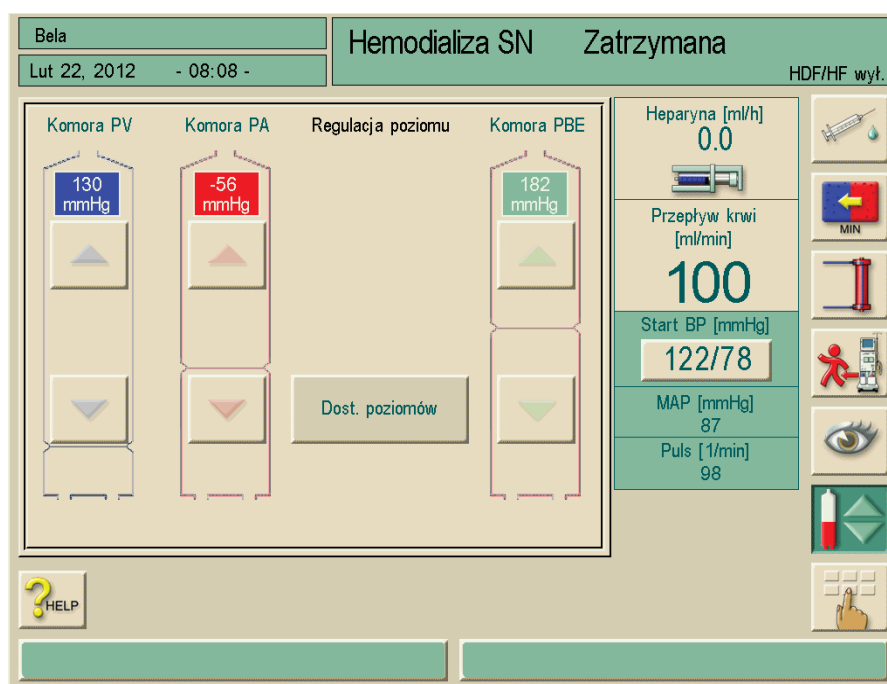 Bela
Lut 22, 2012 - 08:08 -
Hemodializa SN Zatrzymana
HDF/HF wył.
Komora PV
Komora PA
Regulacja poziomu
Komora PBE
130
mmHg
-56
mmHg
182
mmHg
Dost. poziomów
Heparyna [ml/h]
0.0
Przepływ krwi
[ml/min]
100
Start BP [mmHg]
122/78
MAP [mmHg]
87
Puls [1/min]
98
MIN
HELP